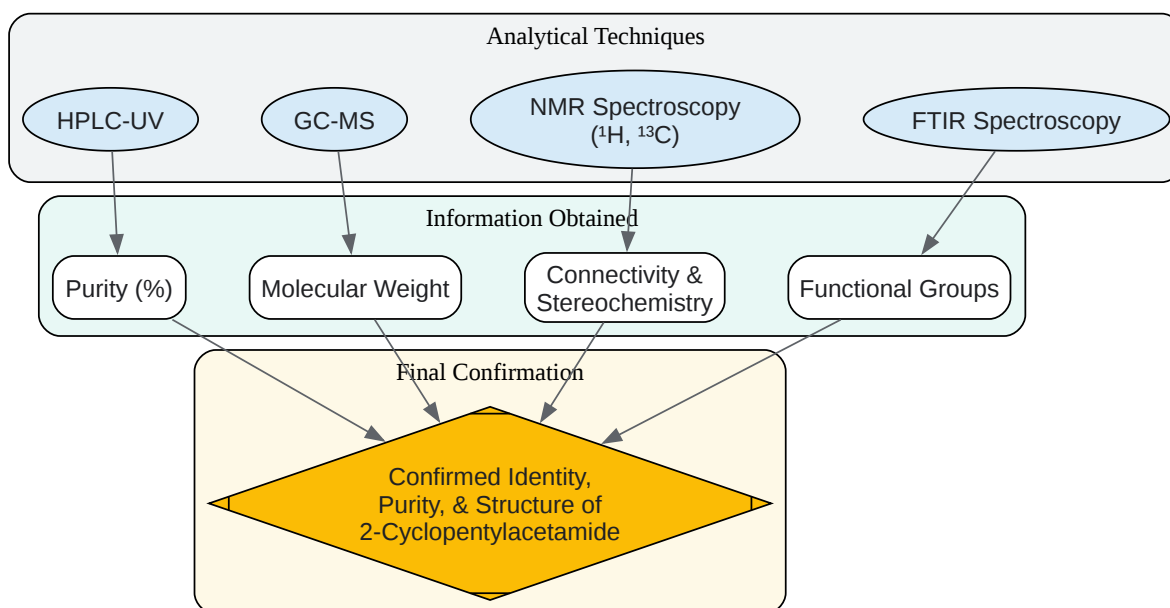 Analytical Techniques
HPLC-UV
GC-MS
NMR Spectroscopy
(¹H, ¹³C)
FTIR Spectroscopy
Information Obtained
Purity (%)
Molecular Weight
Connectivity &
Stereochemistry
Functional Groups
Final Confirmation
Confirmed Identity,
Purity, & Structure of
2-Cyclopentylacetamide